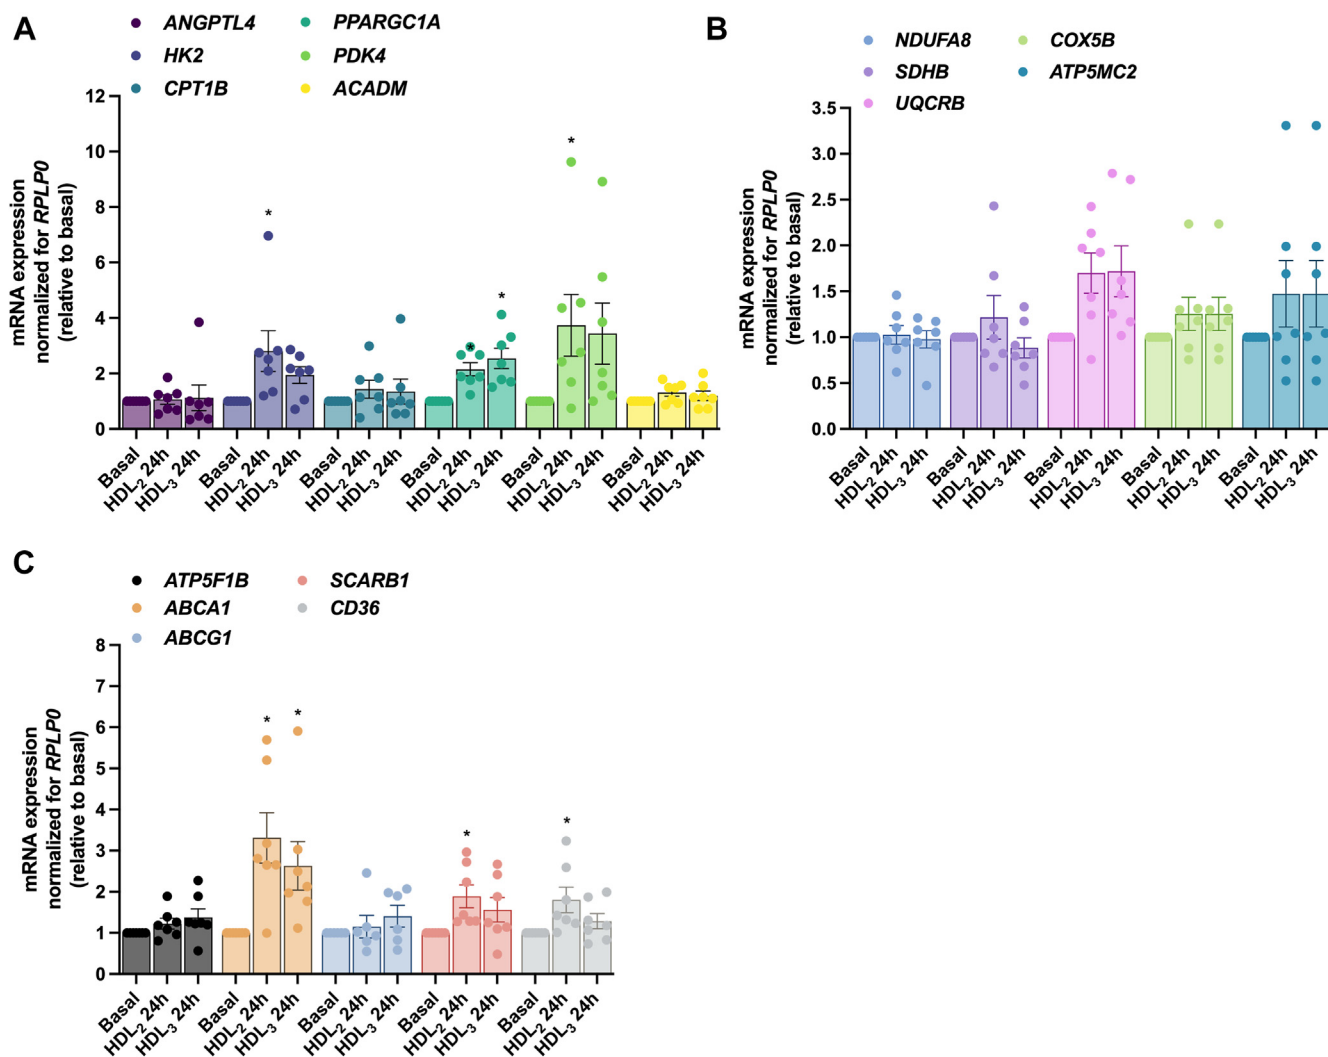 A
ANGPTL4
HK2
CPT1B
PPARGC1A
PDK4
ACADM
mRNA expression
normalized for RPLP0
(relative to basal)
12
10
8
6
4
2
0
*
*
*
*
Basal
HDL2 24h
HDL3 24h
Basal
HDL2 24h
HDL3 24h
Basal
HDL2 24h
HDL3 24h
Basal
HDL2 24h
HDL3 24h
Basal
HDL2 24h
HDL3 24h
Basal
HDL2 24h
HDL3 24h
B
NDUFA8
SDHB
UQCRB
COX5B
ATP5MC2
mRNA expression
normalized for RPLP0
(relative to basal)
3.5
3.0
2.5
2.0
1.5
1.0
0.5
0.0
Basal
HDL2 24h
HDL3 24h
Basal
HDL2 24h
HDL3 24h
Basal
HDL2 24h
HDL3 24h
Basal
HDL2 24h
HDL3 24h
Basal
HDL2 24h
HDL3 24h
C
ATP5F1B
ABCA1
ABCG1
SCARB1
CD36
mRNA expression
normalized for RPLP0
(relative to basal)
8
7
6
5
4
3
2
1
0
*
*
*
*
Basal
HDL2 24h
HDL3 24h
Basal
HDL2 24h
HDL3 24h
Basal
HDL2 24h
HDL3 24h
Basal
HDL2 24h
HDL3 24h
Basal
HDL2 24h
HDL3 24h